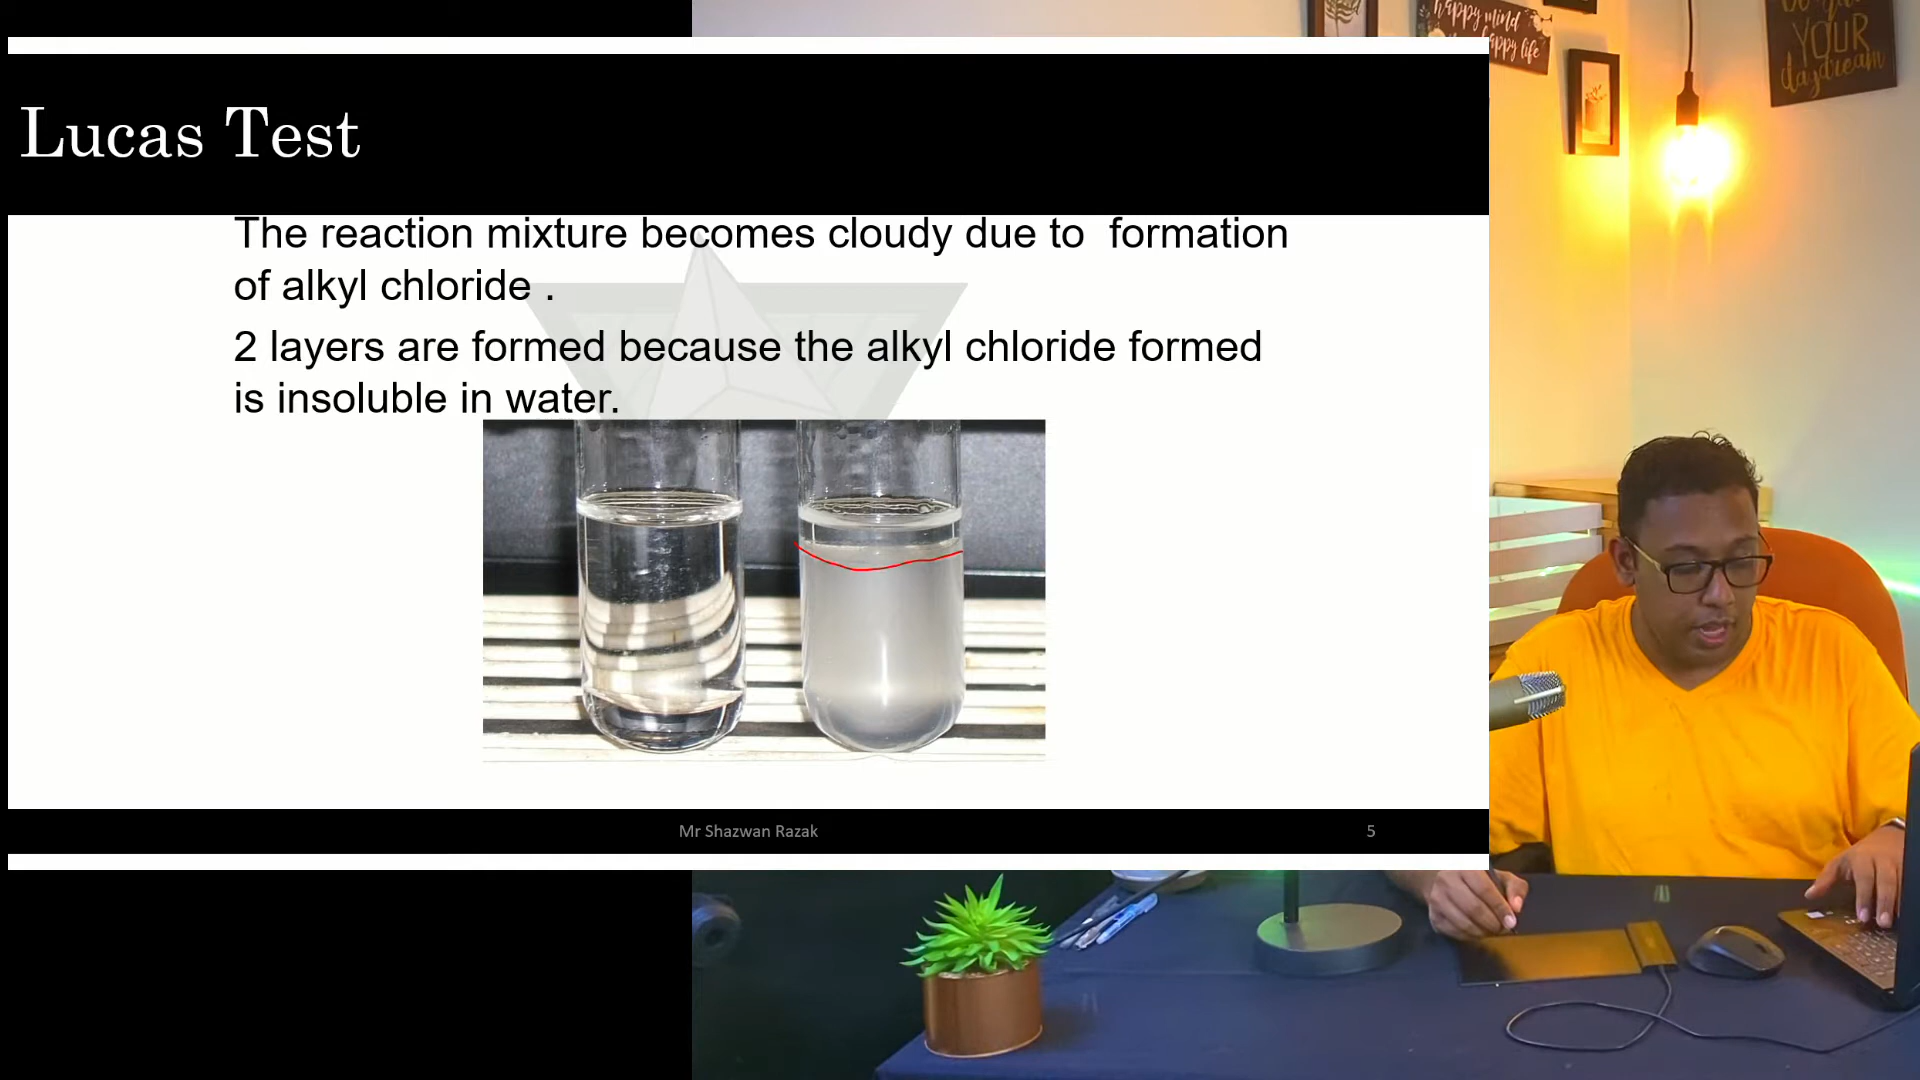 happy mind
happy life
YOUR
daydream
Lucas Test
The reaction mixture becomes cloudy due to  formation
of alkyl chloride .
2 layers are formed because the alkyl chloride formed
is insoluble in water.
Mr Shazwan Razak
5